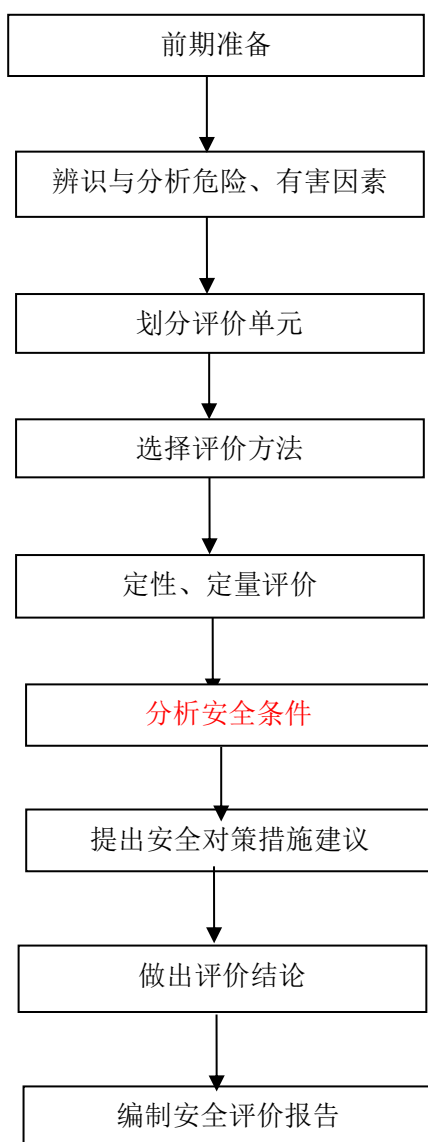 前期准备
辨识与分析危险、有害因素
划分评价单元
选择评价方法
定性、定量评价
分析安全条件
提出安全对策措施建议
做出评价结论
编制安全评价报告